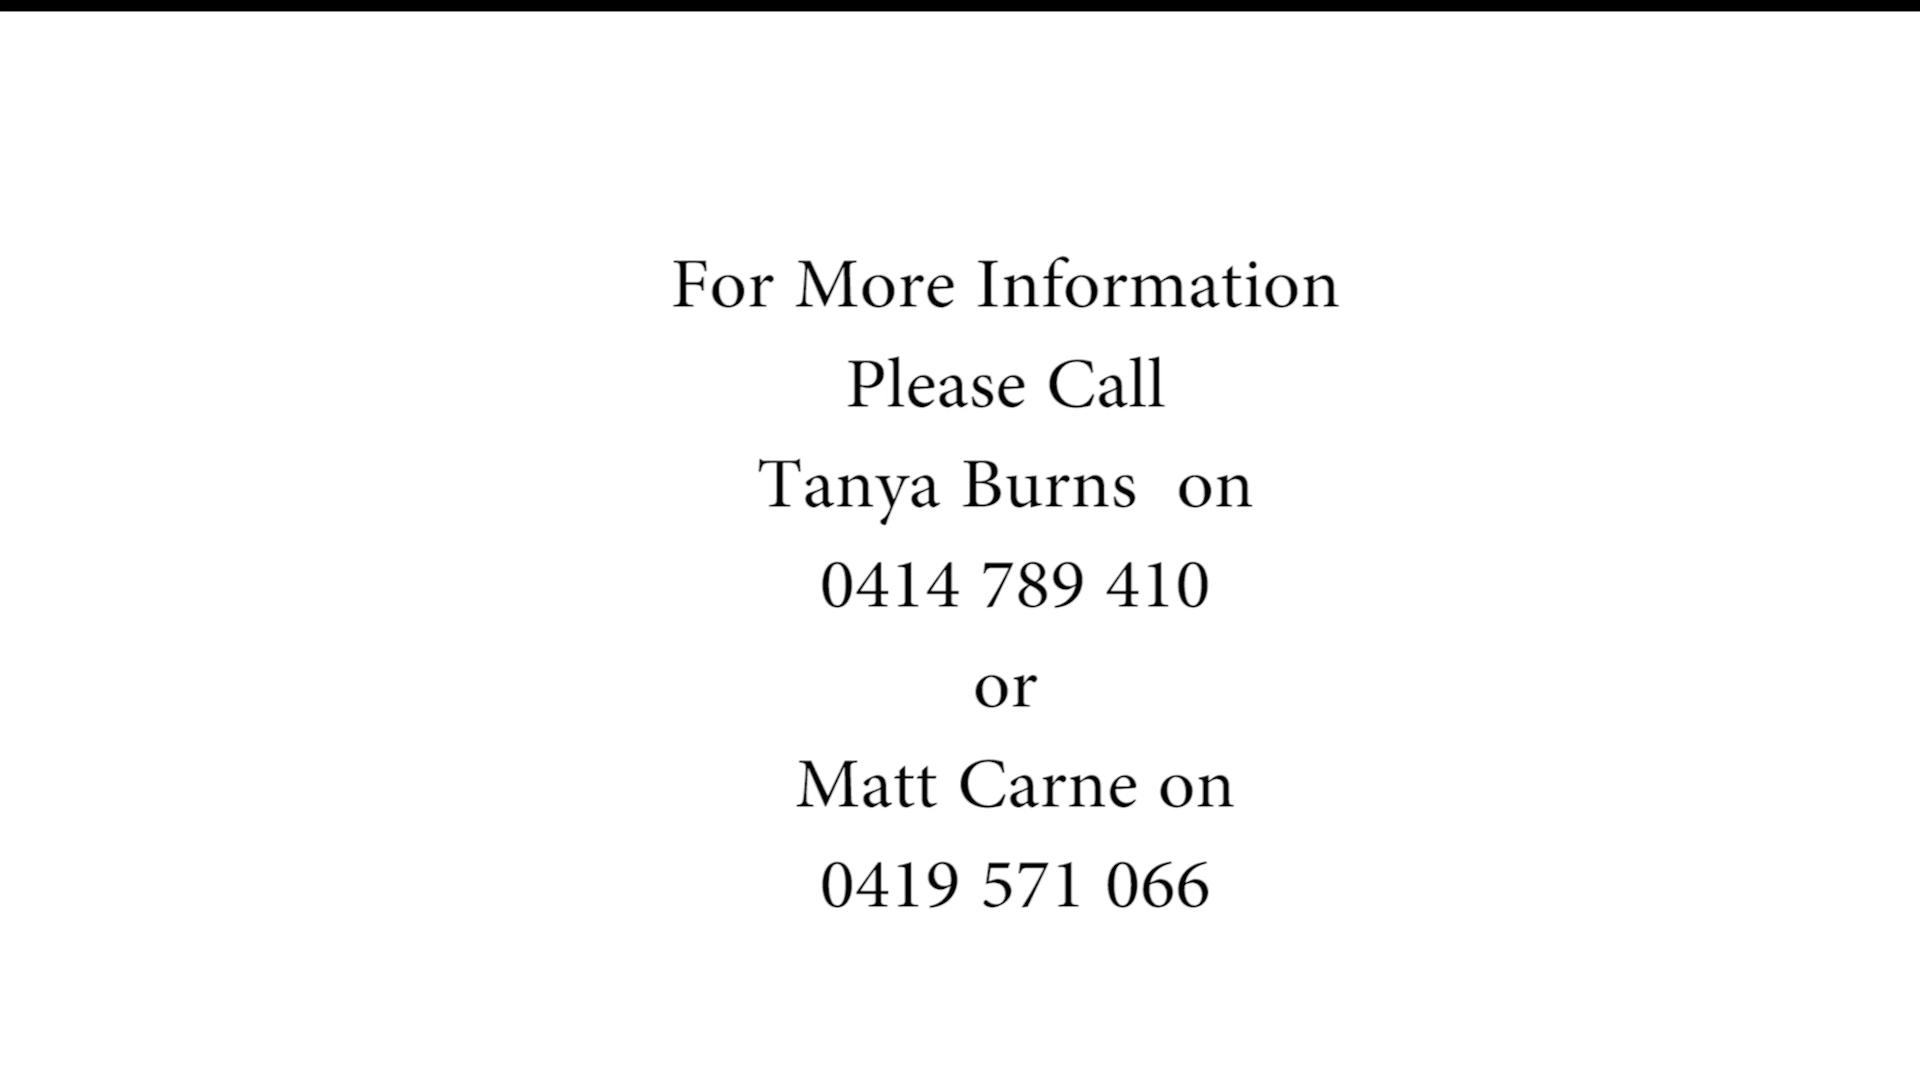 For More Information
Please Call
Tanya Burns  on
0414 789 410
or
Matt Carne on
0419 571 066